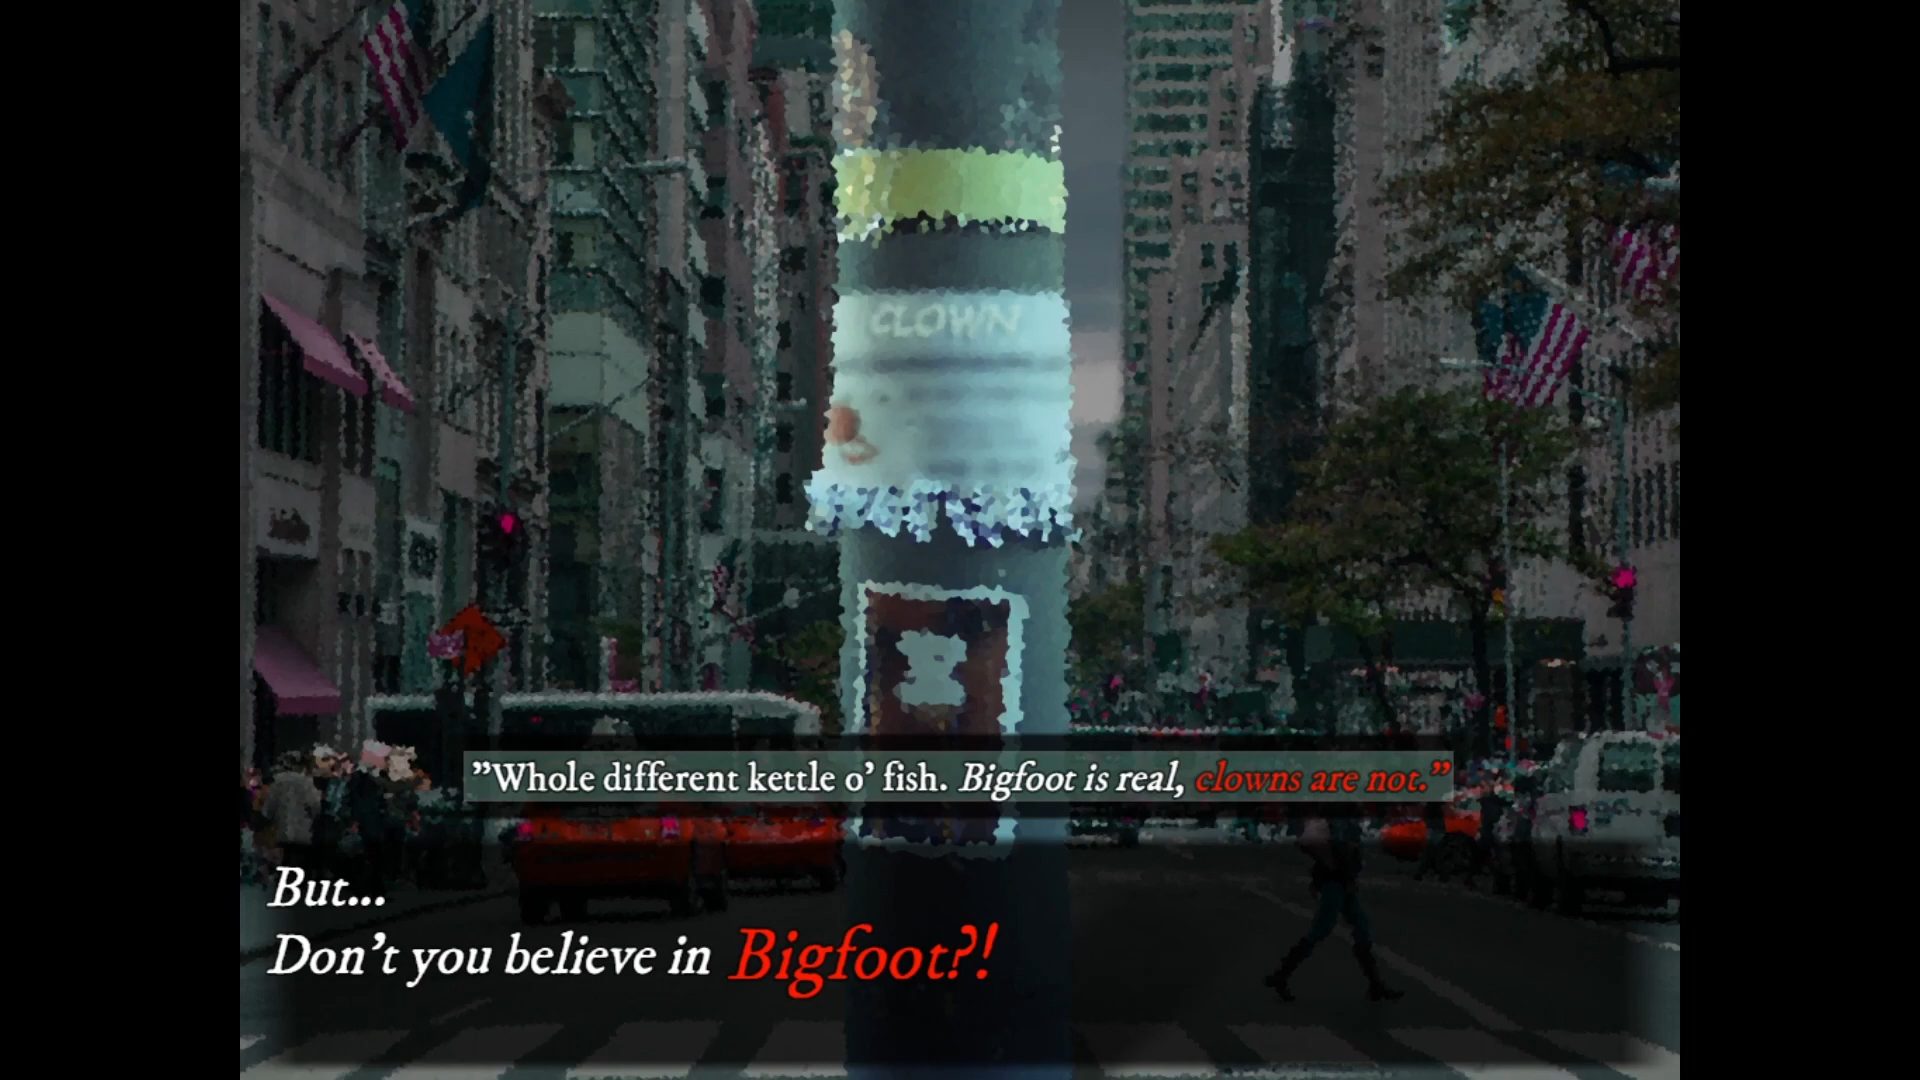 CLOWN
”Whole different kettle o’ fish. Bigfoot is real, clowns are not.”
But...
Don’t you believe in Bigfoot?!